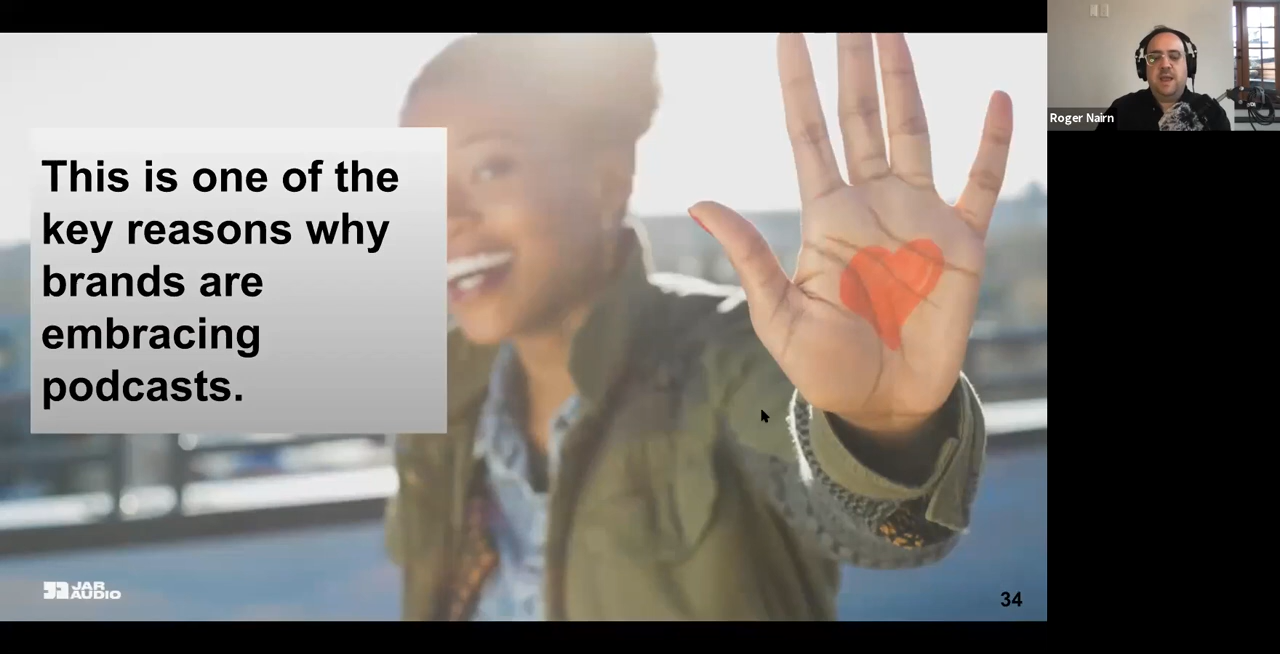 This is one of the
key reasons why
brands are
embracing
podcasts.
JAR
AUDIO
34
Roger Nairn